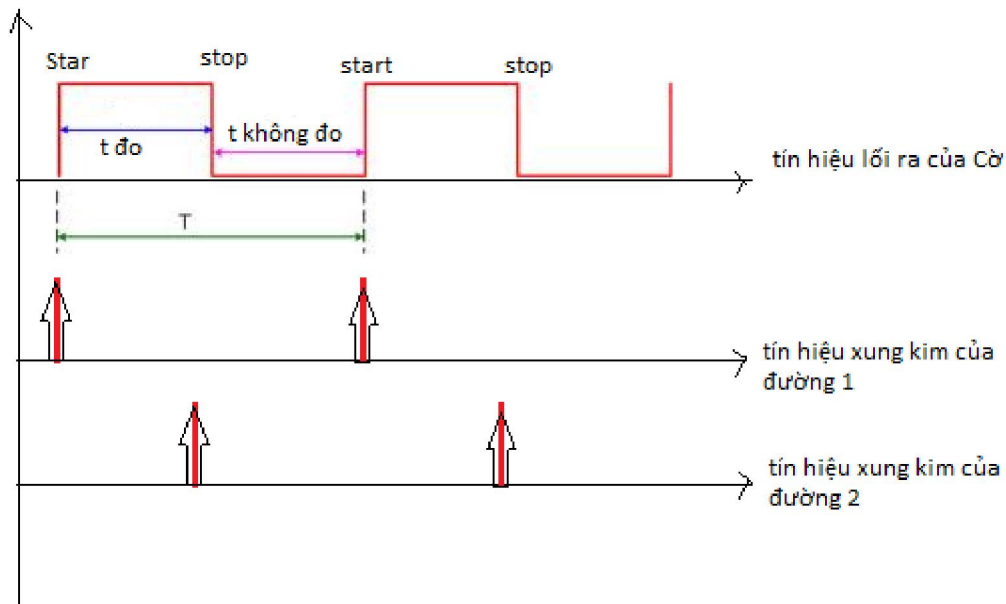 Star
stop
start
stop
t đo
t không đo
tín hiệu lối ra của Cờ
T
tín hiệu xung kim của
đường 1
tín hiệu xung kim của
đường 2